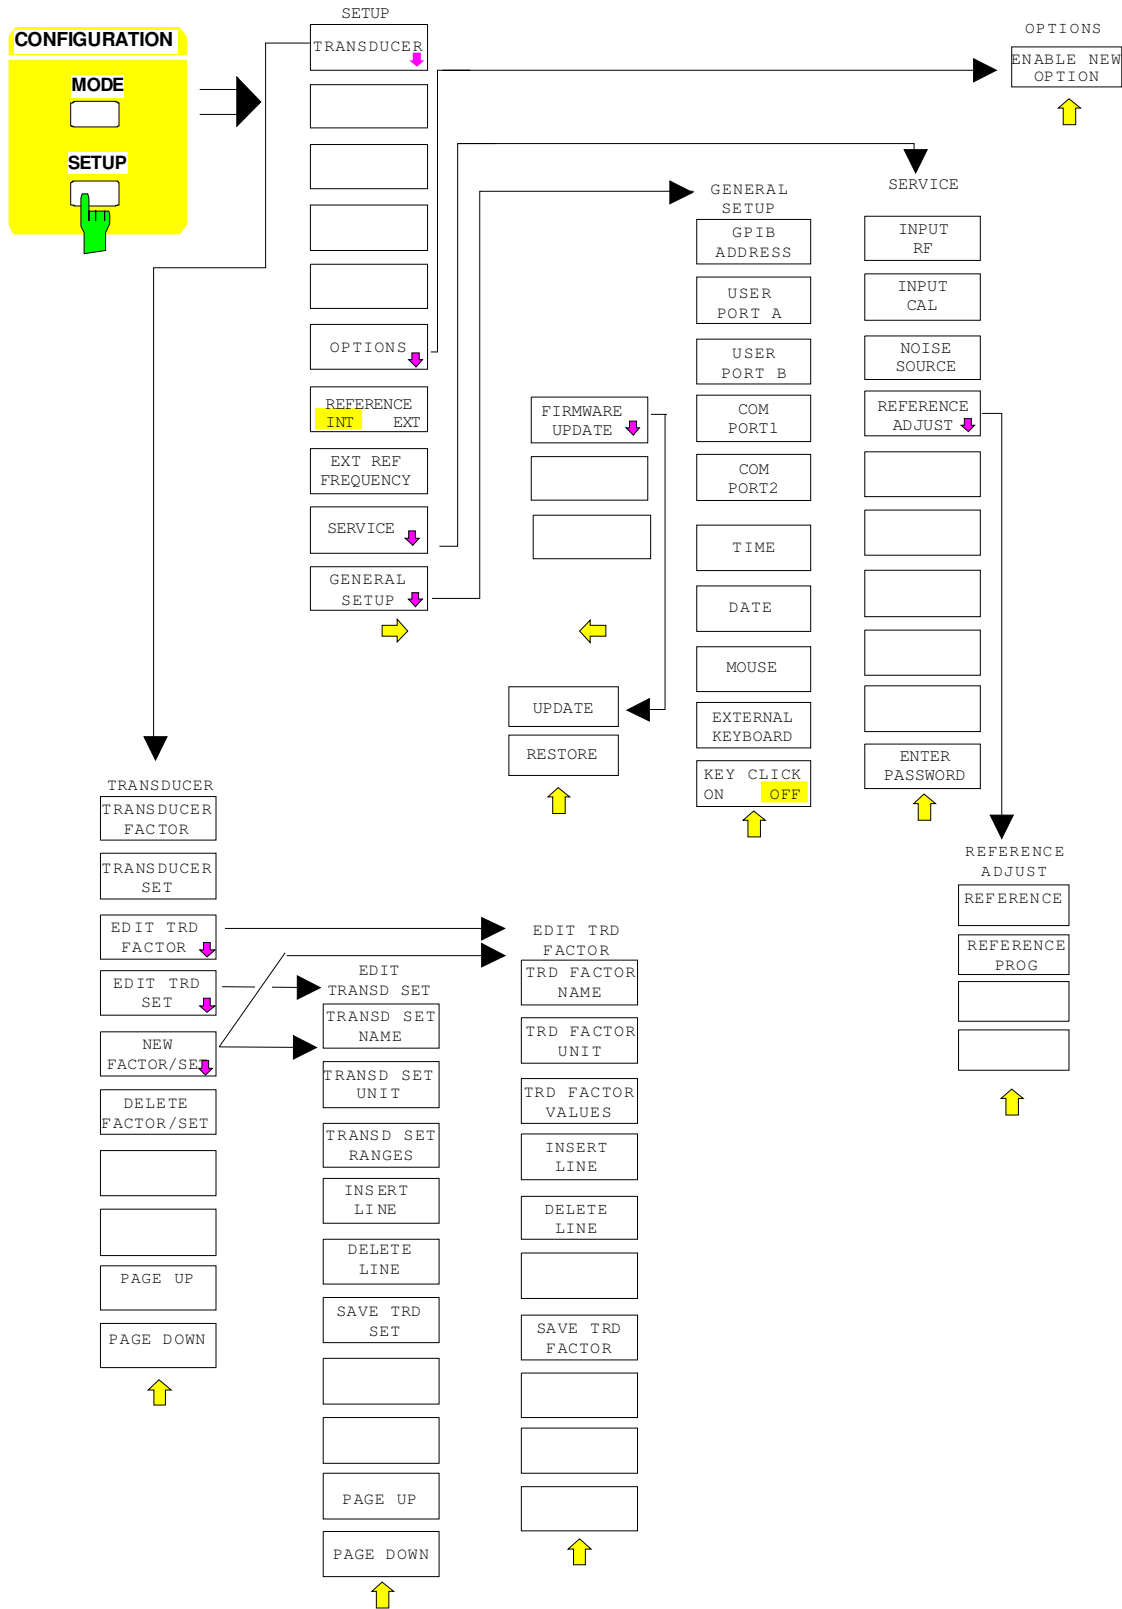 CONFIGURATION
MODE
SETUP
SETUP
TRANSDUCER
OPTIONS
REFERENCE
INT EXT
EXT REF
FREQUENCY
SERVICE
GENERAL
SETUP
OPTIONS
ENABLE NEW
OPTION
FIRMWARE
UPDATE
UPDATE
RESTORE
GENERAL
SETUP
GPIB
ADDRESS
USER
PORT A
USER
PORT B
COM
PORT1
COM
PORT2
TIME
DATE
MOUSE
EXTERNAL
KEYBOARD
KEY CLICK
ON OFF
SERVICE
INPUT
RF
INPUT
CAL
NOISE
SOURCE
REFERENCE
ADJUST
ENTER
PASSWORD
REFERENCE
ADJUST
REFERENCE
REFERENCE
PROG
TRANSDUCER
TRANSDUCER
FACTOR
TRANSDUCER
SET
EDIT TRD
FACTOR
EDIT TRD
SET
NEW
FACTOR/SET
DELETE
FACTOR/SET
PAGE UP
PAGE DOWN
EDIT
TRANSD SET
TRANSD SET
NAME
TRANSD SET
UNIT
TRANSD SET
RANGES
INSERT
LINE
DELETE
LINE
SAVE TRD
SET
PAGE UP
PAGE DOWN
EDIT TRD
FACTOR
TRD FACTOR
NAME
TRD FACTOR
UNIT
TRD FACTOR
VALUES
INSERT
LINE
DELETE
LINE
SAVE TRD
FACTOR